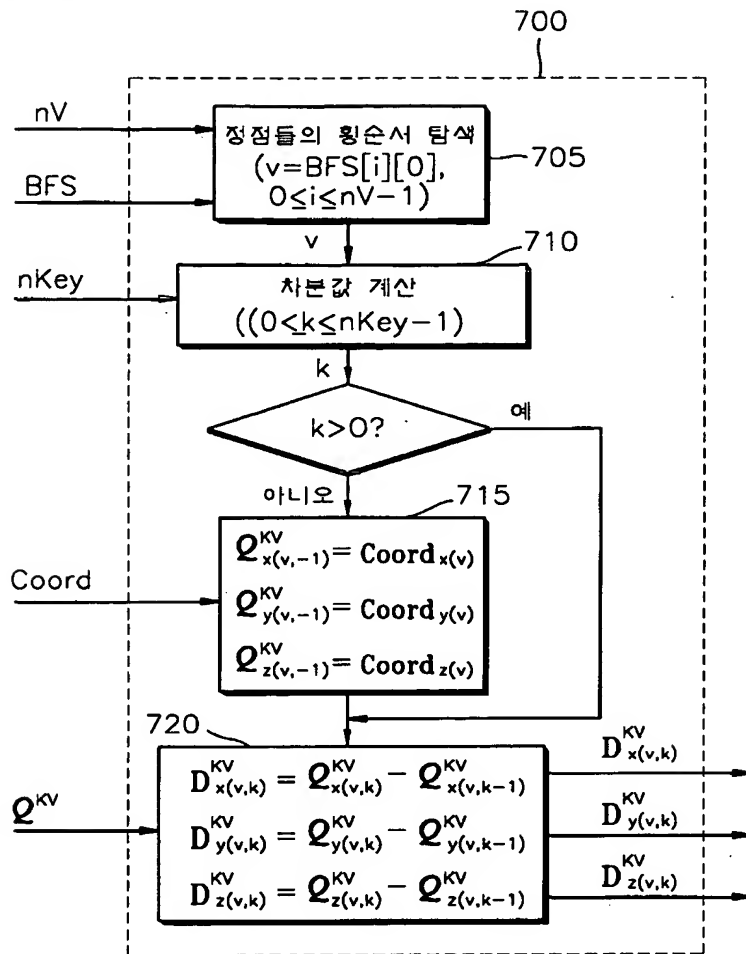 700
nV
정점들의 횡순서 탐색
(v=BFS[i][0],
0≤i≤nV-1)
705
BFS
v
710
nKey
차분값 계산
((0≤k≤nKey-1)
k
k>0?
예
아니오
715
Coord
Q^KV_x(v,-1) = Coord_x(v)
Q^KV_y(v,-1) = Coord_y(v)
Q^KV_z(v,-1) = Coord_z(v)
720
Q^KV
D^KV_x(v,k) = Q^KV_x(v,k) - Q^KV_x(v,k-1)
D^KV_y(v,k) = Q^KV_y(v,k) - Q^KV_y(v,k-1)
D^KV_z(v,k) = Q^KV_z(v,k) - Q^KV_z(v,k-1)
D^KV_x(v,k)
D^KV_y(v,k)
D^KV_z(v,k)